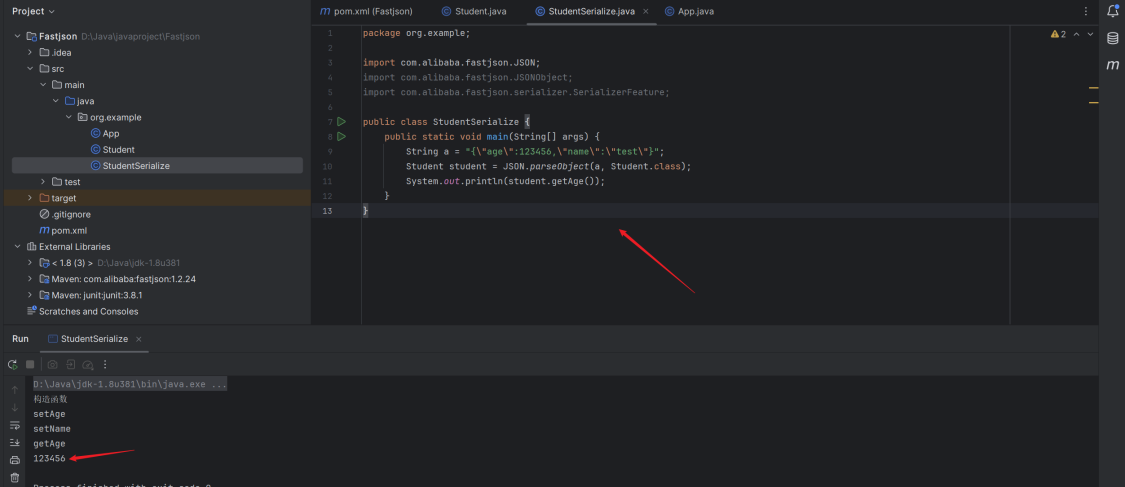 Project
pom.xml (Fastjson)
Student.java
StudentSerialize.java
App.java
Fastjson D:\Java\javaproject\Fastjson
.idea
src
main
java
org.example
App
Student
StudentSerialize
test
target
.gitignore
pom.xml
External Libraries
< 1.8 (3) > D:\Java\jdk-1.8u381
Maven: com.alibaba:fastjson:1.2.24
Maven: junit:junit:3.8.1
Scratches and Consoles
2
1 package org.example;
2
3 import com.alibaba.fastjson.JSON;
4 import com.alibaba.fastjson.JSONObject;
5 import com.alibaba.fastjson.serializer.SerializerFeature;
6
7 public class StudentSerialize {
8 public static void main(String[] args) {
9 String a = "{\"age\":123456,\"name\":\"test\"}";
10 Student student = JSON.parseObject(a, Student.class);
11 System.out.println(student.getAge());
12 }
13 }
Run
StudentSerialize
D:\Java\jdk-1.8u381\bin\java.exe ...
构造函数
setAge
setName
getAge
123456
Process finished with exit code 0